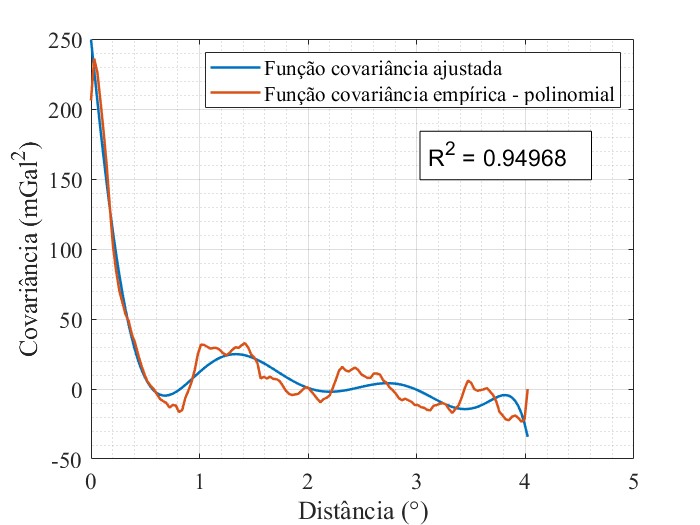 250
200
150
100
50
0
-50
0 1 2 3 4 5
Covariância (mGal²)
Distância (°)
Função covariância ajustada
Função covariância empírica - polinomial
R² = 0.94968